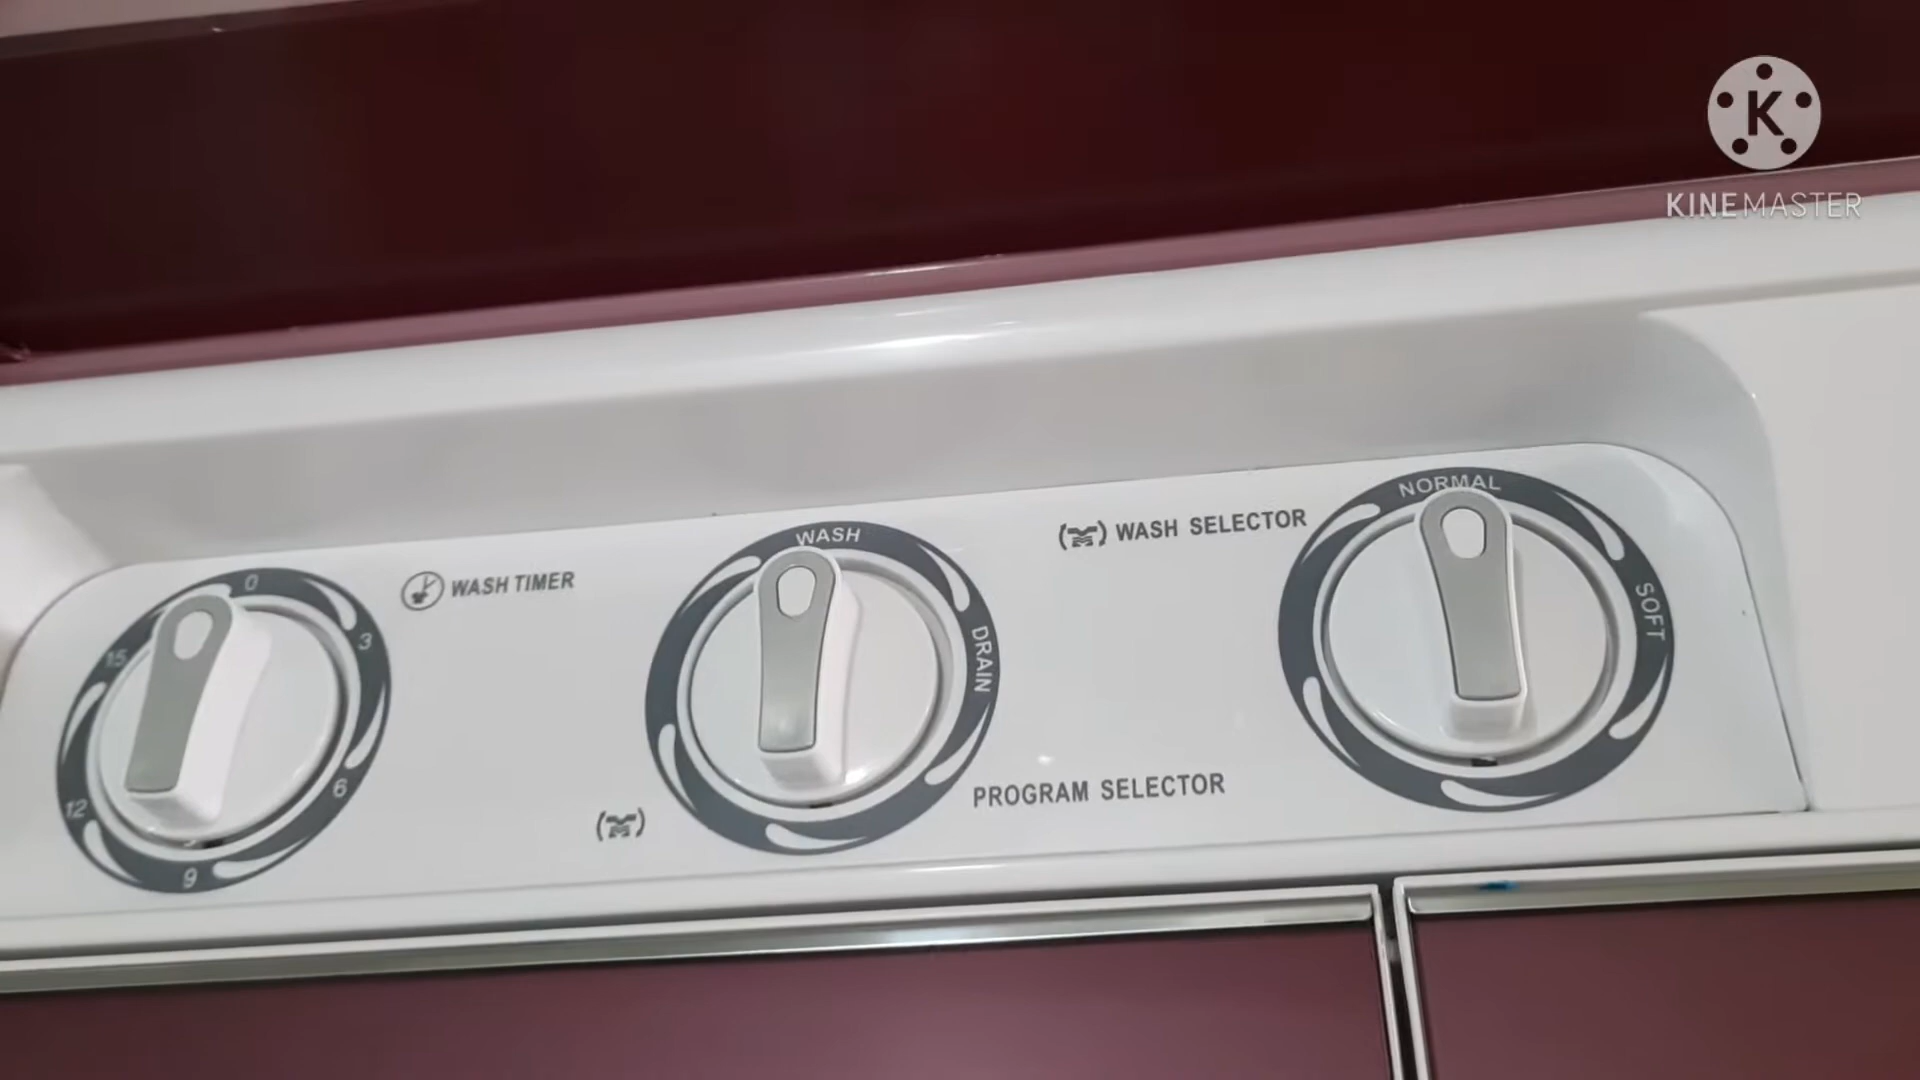 K
KINEMASTER
WASH TIMER
0
3
6
9
12
15
WASH
DRAIN
PROGRAM SELECTOR
WASH SELECTOR
NORMAL
SOFT